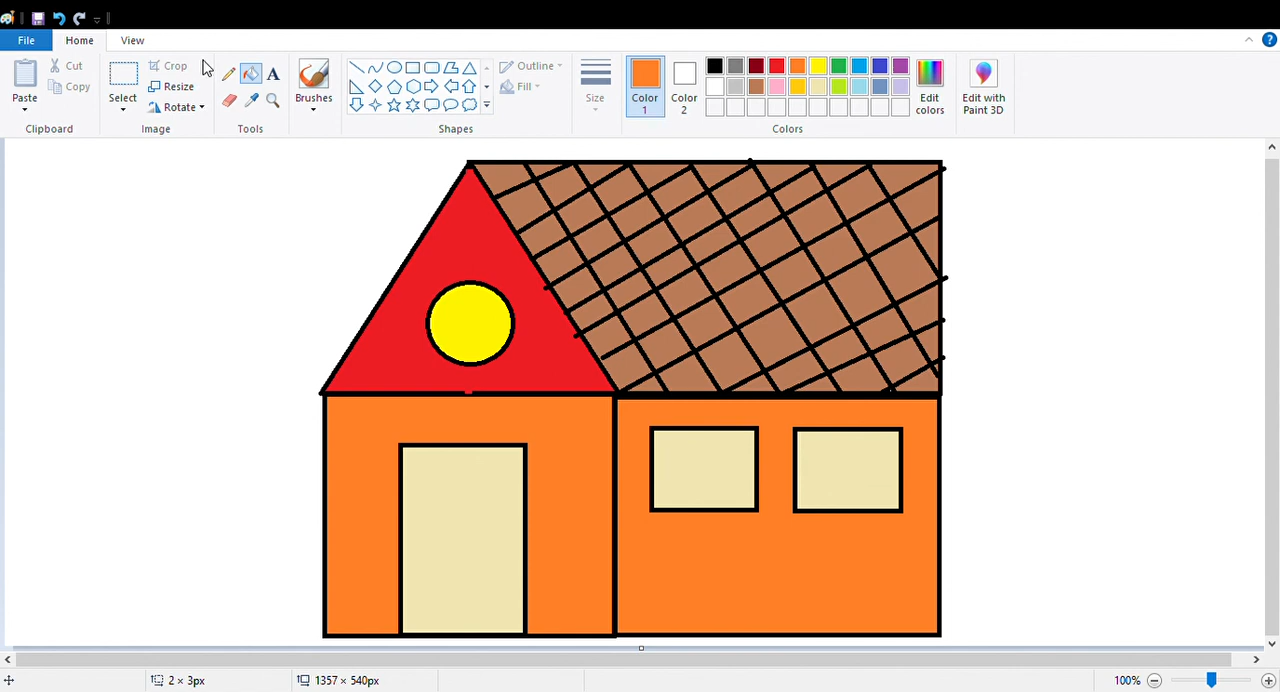 File Home View
Paste
Cut
Copy
Clipboard
Select
Crop
Resize
Rotate
Image
A
Tools
Brushes
Shapes
Outline
Fill
Size
Color 1
Color 2
Colors
Edit colors
Edit with Paint 3D
?
2 × 3px 1357 × 540px 100%